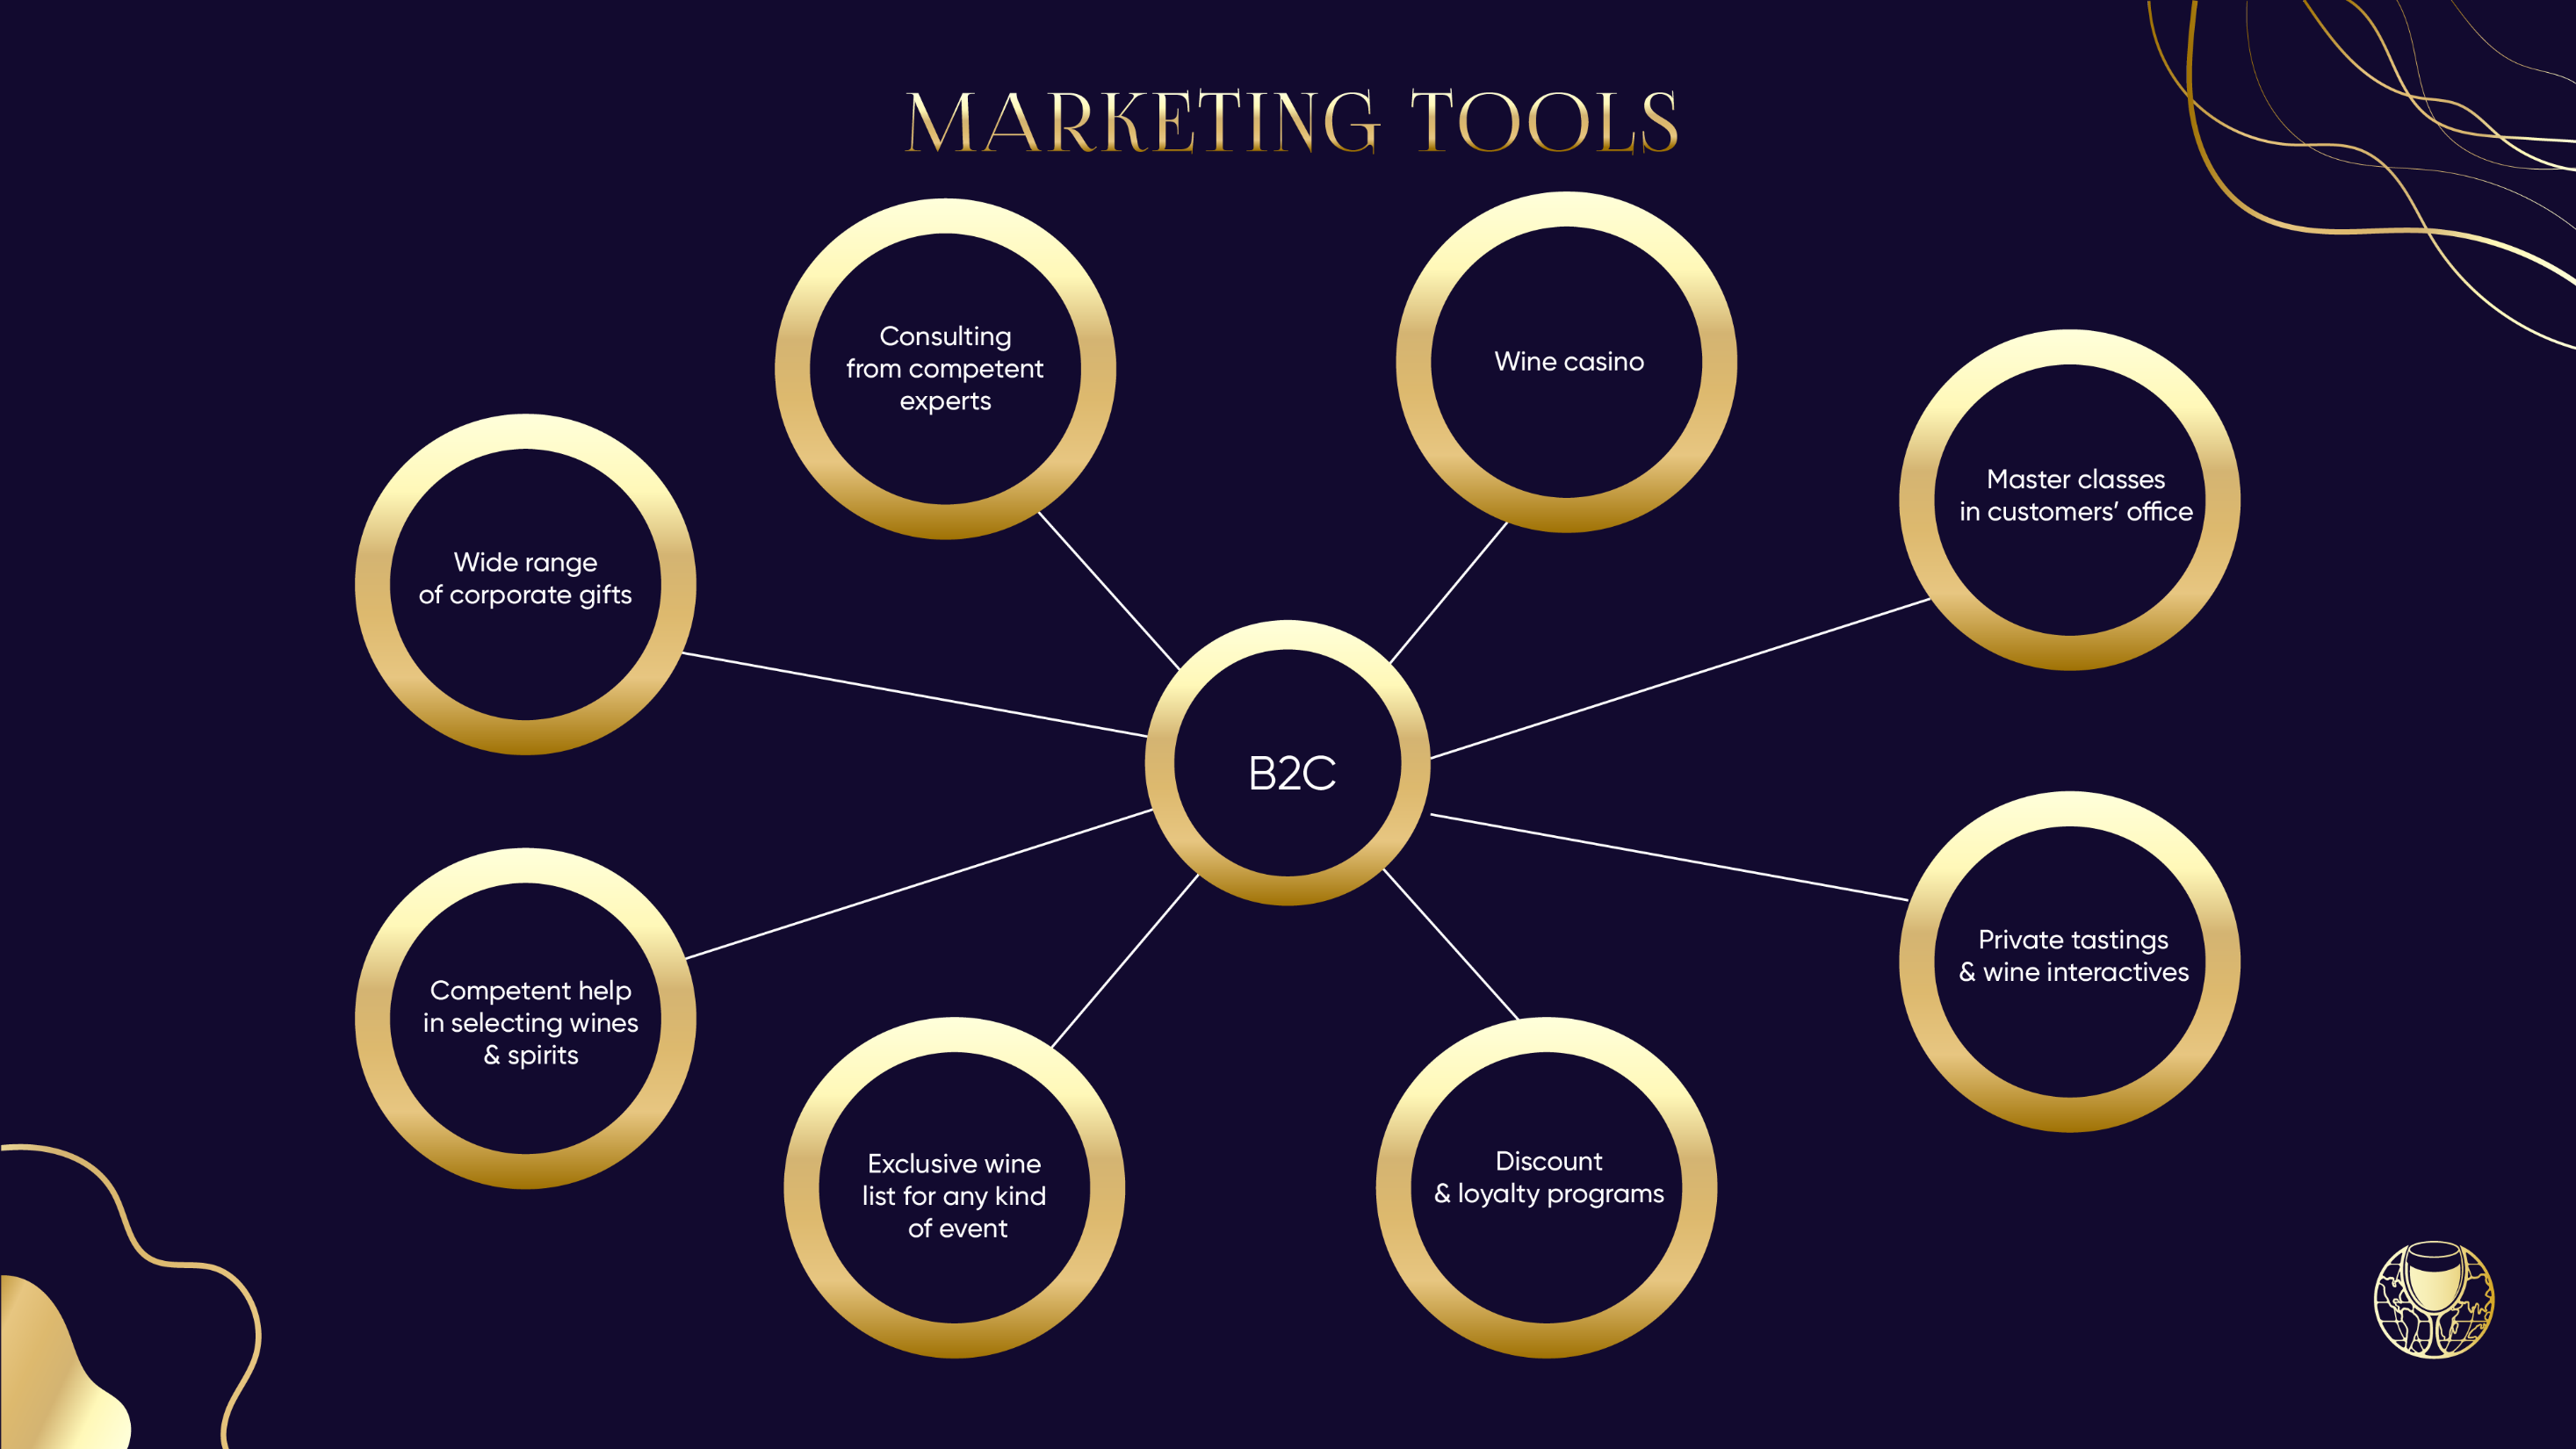 MARKETING TOOLS
Consulting
from competent
experts
Wine casino
Master classes
in customers’ office
Wide range
of corporate gifts
B2C
Private tastings
& wine interactives
Competent help
in selecting wines
& spirits
Exclusive wine
list for any kind
of event
Discount
& loyalty programs